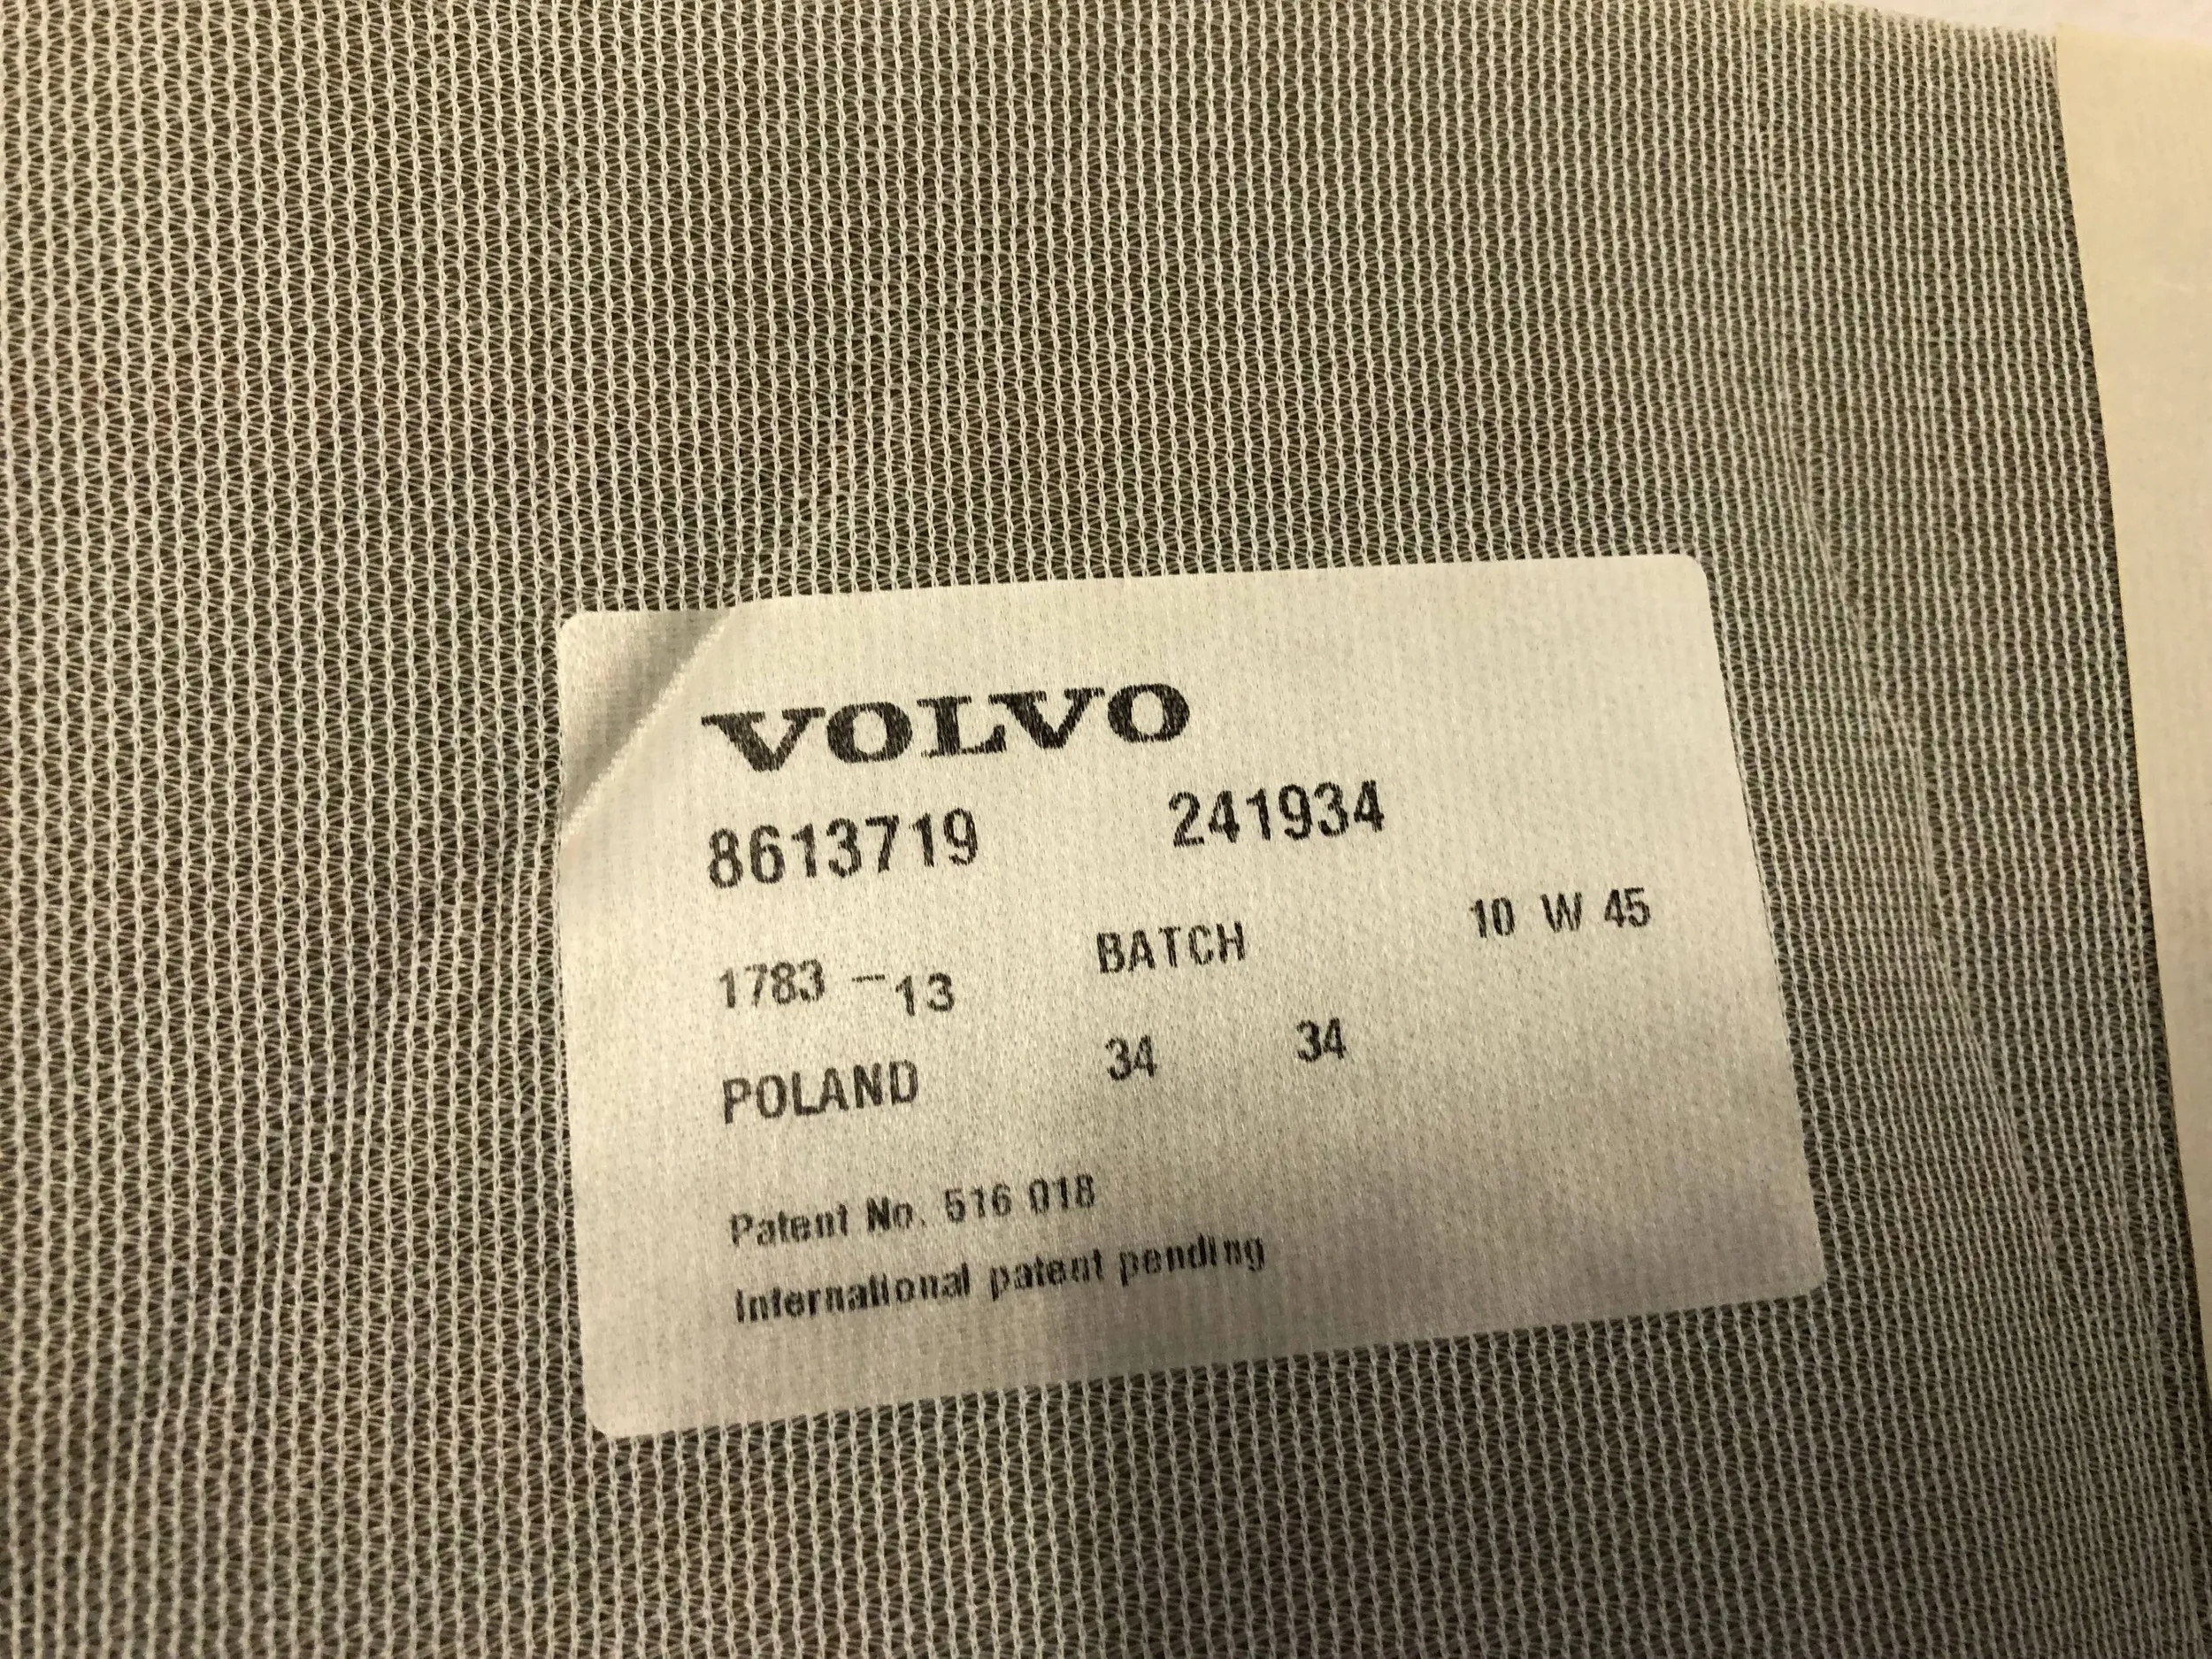 VOLVO
8613719 241934
1783 - 13 BATCH 10 W 45
POLAND 34 34
Patent No. 516 018
International patent pending